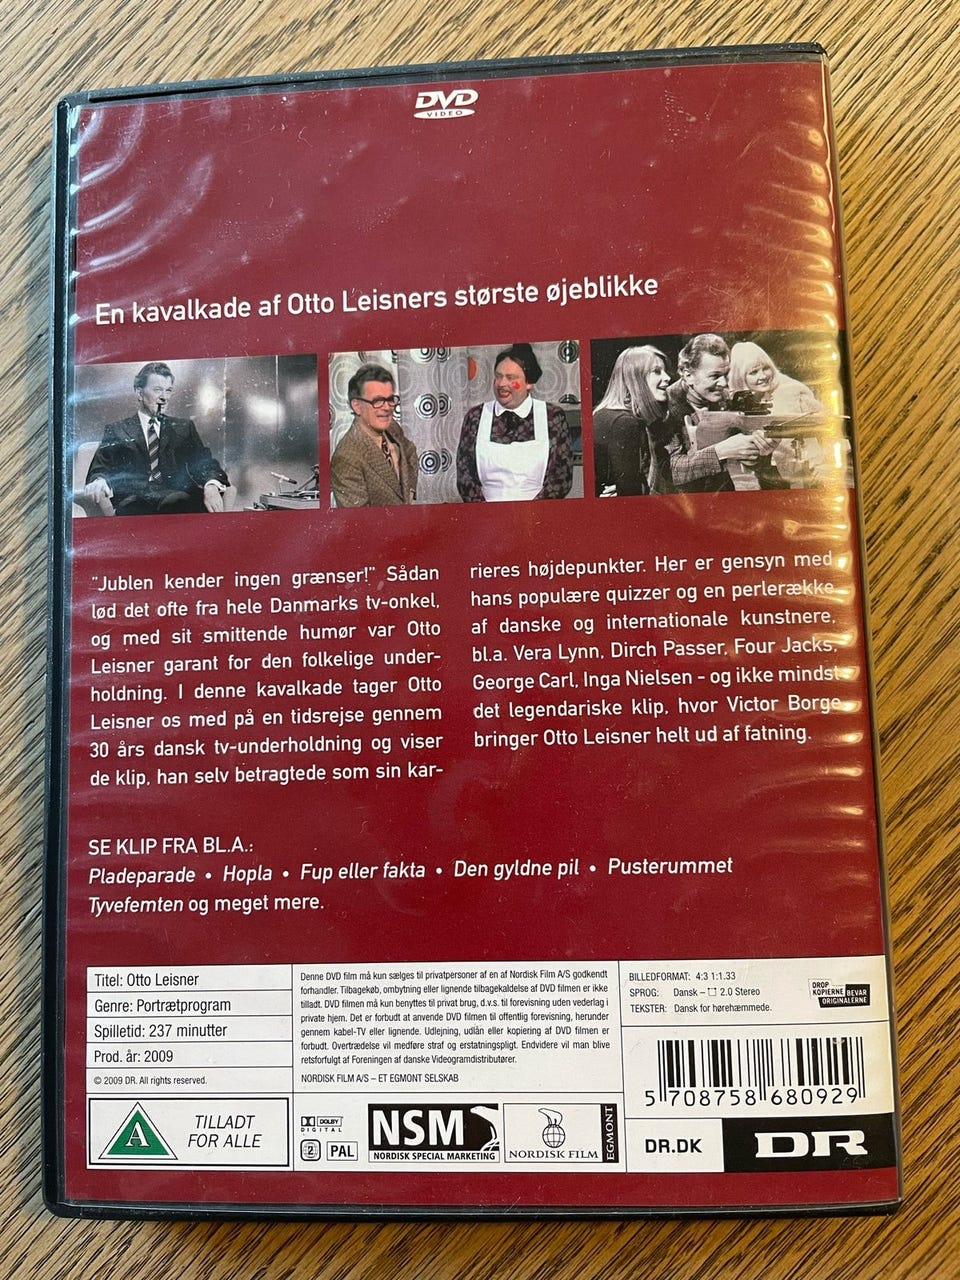 DVD
VIDEO
En kavalkade af Otto Leisners største øjeblikke
"Jublen kender ingen grænser!" Sådan
lød det ofte fra hele Danmarks tv-onkel,
og med sit smittende humør var Otto
Leisner garant for den folkelige under-
holdning. I denne kavalkade tager Otto
Leisner os med på en tidsrejse gennem
30 års dansk tv-underholdning og viser
de klip, han selv betragtede som sin kar-
rieres højdepunkter. Her er gensyn med
hans populære quizzer og en perlerække
af danske og internationale kunstnere,
bl.a. Vera Lynn, Dirch Passer, Four Jacks,
George Carl, Inga Nielsen - og ikke mindst
det legendariske klip, hvor Victor Borge
bringer Otto Leisner helt ud af fatning.
SE KLIP FRA BL.A.:
Pladeparade • Hopla • Fup eller fakta • Den gyldne pil • Pusterummet
Tyvefemten og meget mere.
Titel: Otto Leisner
Genre: Portrætprogram
Spilletid: 237 minutter
Prod. år: 2009
© 2009 DR. All rights reserved.
A
TILLADT
FOR ALLE
Denne DVD film må kun sælges til privatpersoner af en af Nordisk Film A/S godkendt
forhandler. Tilbagekøb, ombytning eller lignende tilbagekaldelse af DVD filmen er ikke
tilladt. DVD filmen må kun benyttes til privat brug, d.v.s. til forevisning uden vederlag i
private hjem. Det er forbudt at anvende DVD filmen til offentlig forevisning, herunder
gennem kabel-TV eller lignende. Udlejning, udlån eller kopiering af DVD filmen er
forbudt. Overtrædelse vil medføre straf og erstatningspligt. Endvidere vil man blive
retsforfulgt af Foreningen af danske Videogramdistributører.
NORDISK FILM A/S – ET EGMONT SELSKAB
DOLBY
DIGITAL
2
PAL
NSM
NORDISK SPECIAL MARKETING
NORDISK FILM
EGMONT
BILLEDFORMAT: 4:3 1:1.33
SPROG: Dansk – 2.0 Stereo
TEKSTER: Dansk for hørehæmmede.
DROP
KOPIERNE BEVAR
ORIGINALERNE
5 708758 680929
DR.DK
DR